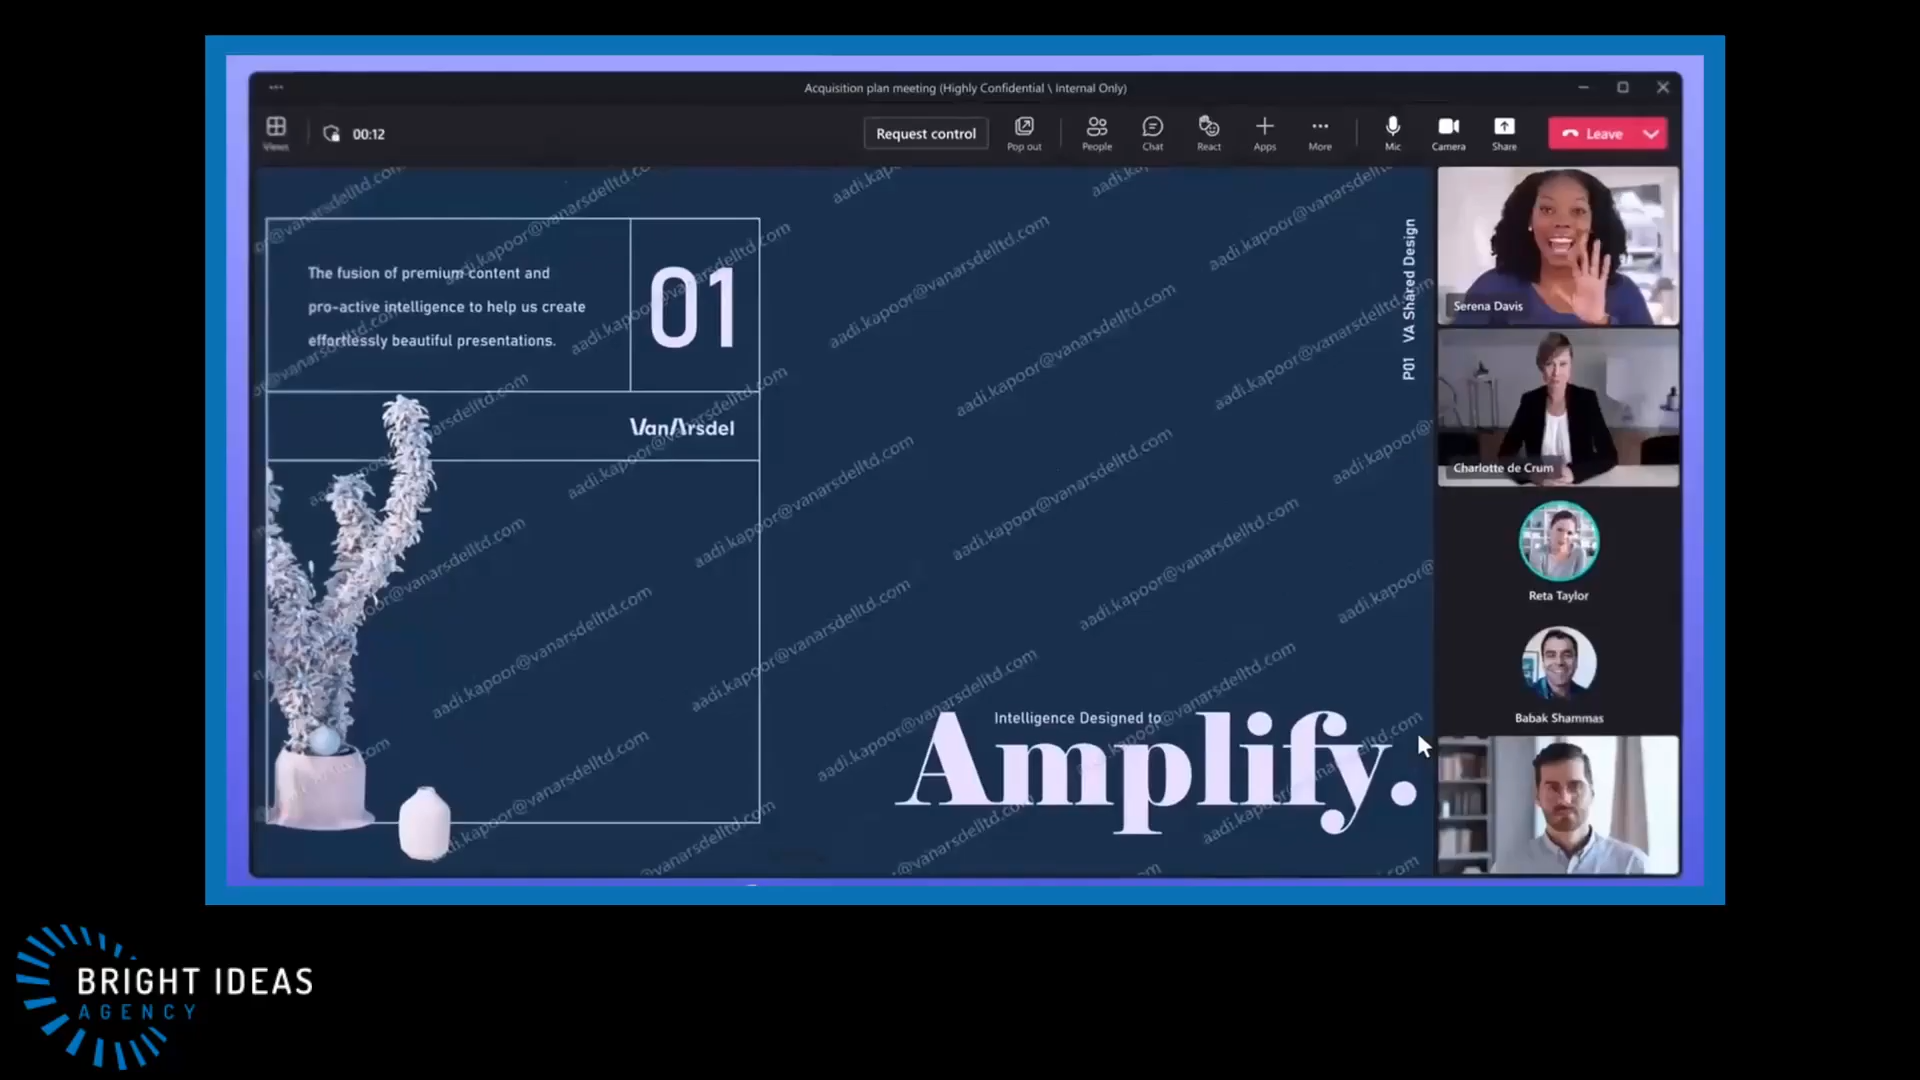 Acquisition plan meeting (Highly Confidential \ Internal Only)
Views
00:12
Request control
Pop out
People
Chat
React
Apps
More
Mic
Camera
Share
Leave
The fusion of premium content and
pro-active intelligence to help us create
effortlessly beautiful presentations.
01
VanArsdel
P01 VA Shared Design
Intelligence Designed to
Amplify.
aadi.kapoor@vanarsdelltd.com
Serena Davis
Charlotte de Crum
Reta Taylor
Babak Shammas
BRIGHT IDEAS
AGENCY